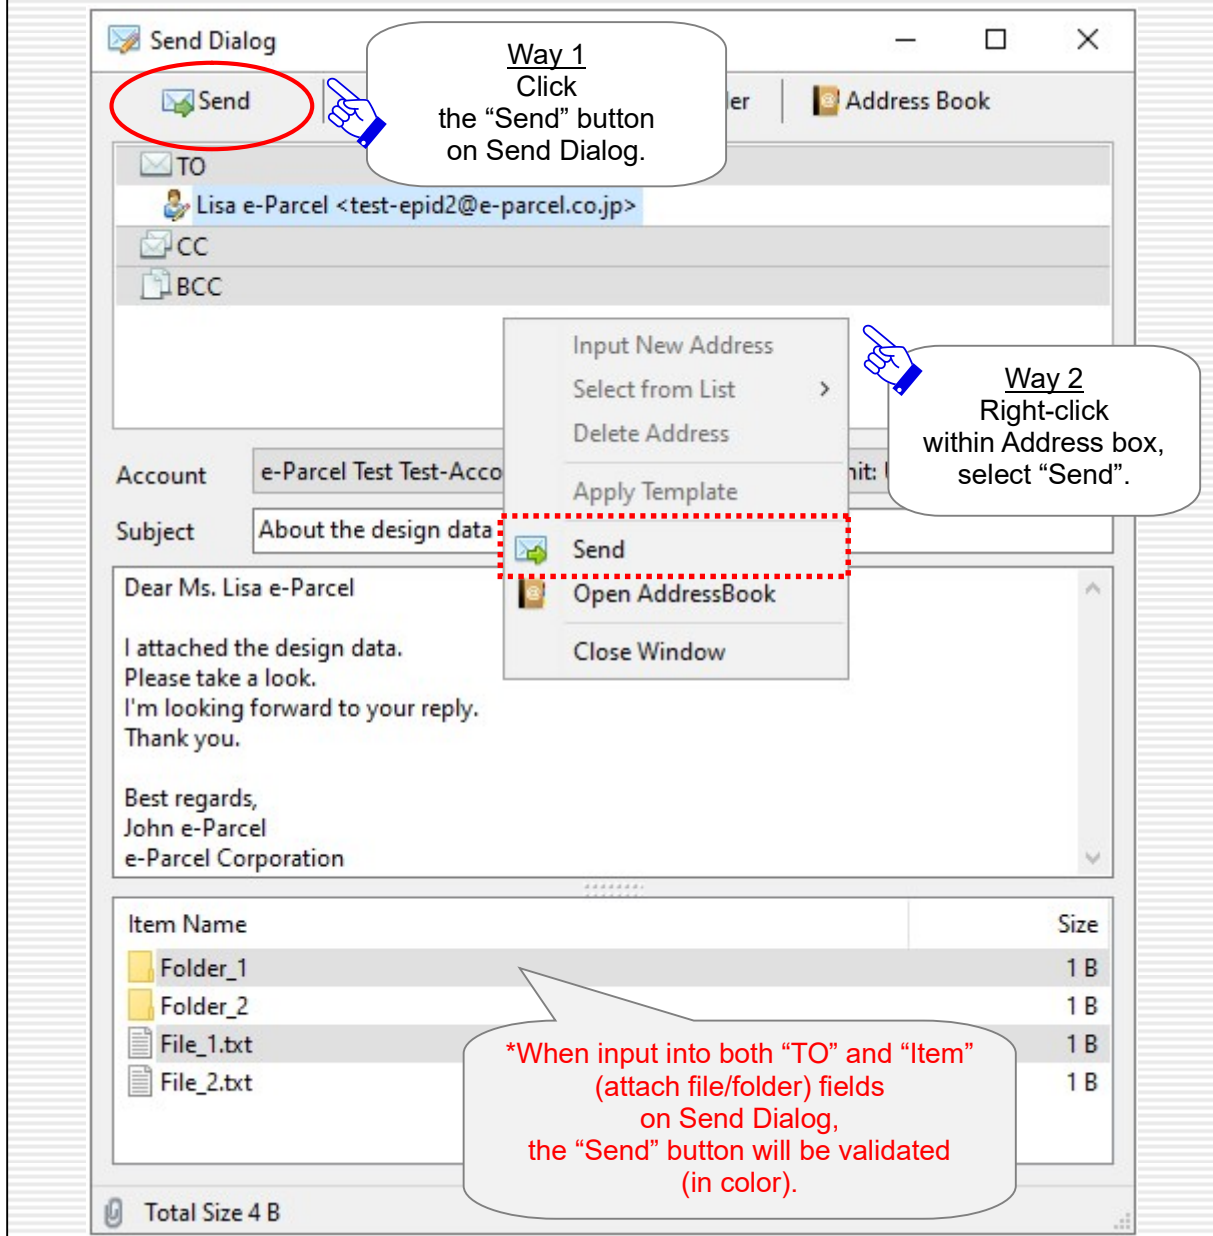 Send Dialog
Way 1
Click
the “Send” button
on Send Dialog.
Send
Address Book
TO
Lisa e-Parcel <test-epid2@e-parcel.co.jp>
CC
BCC
Input New Address
Select from List
Delete Address
Apply Template
Send
Open AddressBook
Close Window
Way 2
Right-click
within Address box,
select “Send”.
Account
e-Parcel Test Test-Acco
Subject
About the design data
Dear Ms. Lisa e-Parcel
I attached the design data.
Please take a look.
I'm looking forward to your reply.
Thank you.
Best regards,
John e-Parcel
e-Parcel Corporation
Item Name Size
Folder_1 1 B
Folder_2 1 B
File_1.txt 1 B
File_2.txt 1 B
*When input into both “TO” and “Item”
(attach file/folder) fields
on Send Dialog,
the “Send” button will be validated
(in color).
Total Size 4 B